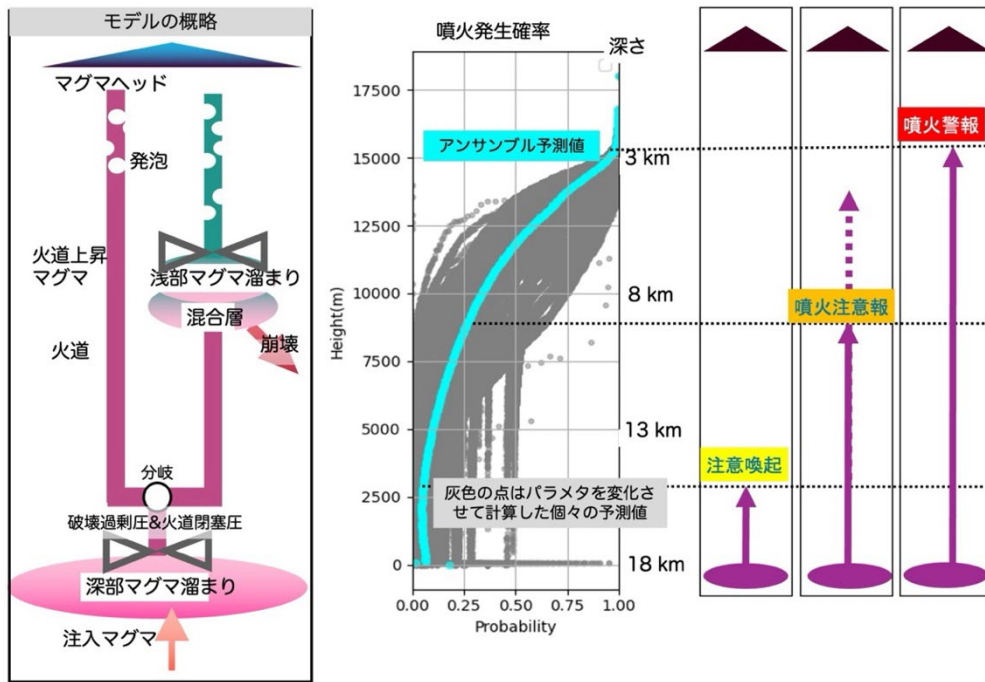 モデルの概略
マグマヘッド
発泡
火道上昇
マグマ
浅部マグマ溜まり
混合層
火道
崩壊
分岐
破壊過剰圧&火道閉塞圧
深部マグマ溜まり
注入マグマ
噴火発生確率
深さ
17500
15000
12500
10000
7500
5000
2500
0
Height(m)
アンサンブル予測値
灰色の点はパラメタを変化さ
せて計算した個々の予測値
0.00
0.25
0.50
0.75
1.00
Probability
3 km
8 km
13 km
18 km
注意喚起
噴火注意報
噴火警報